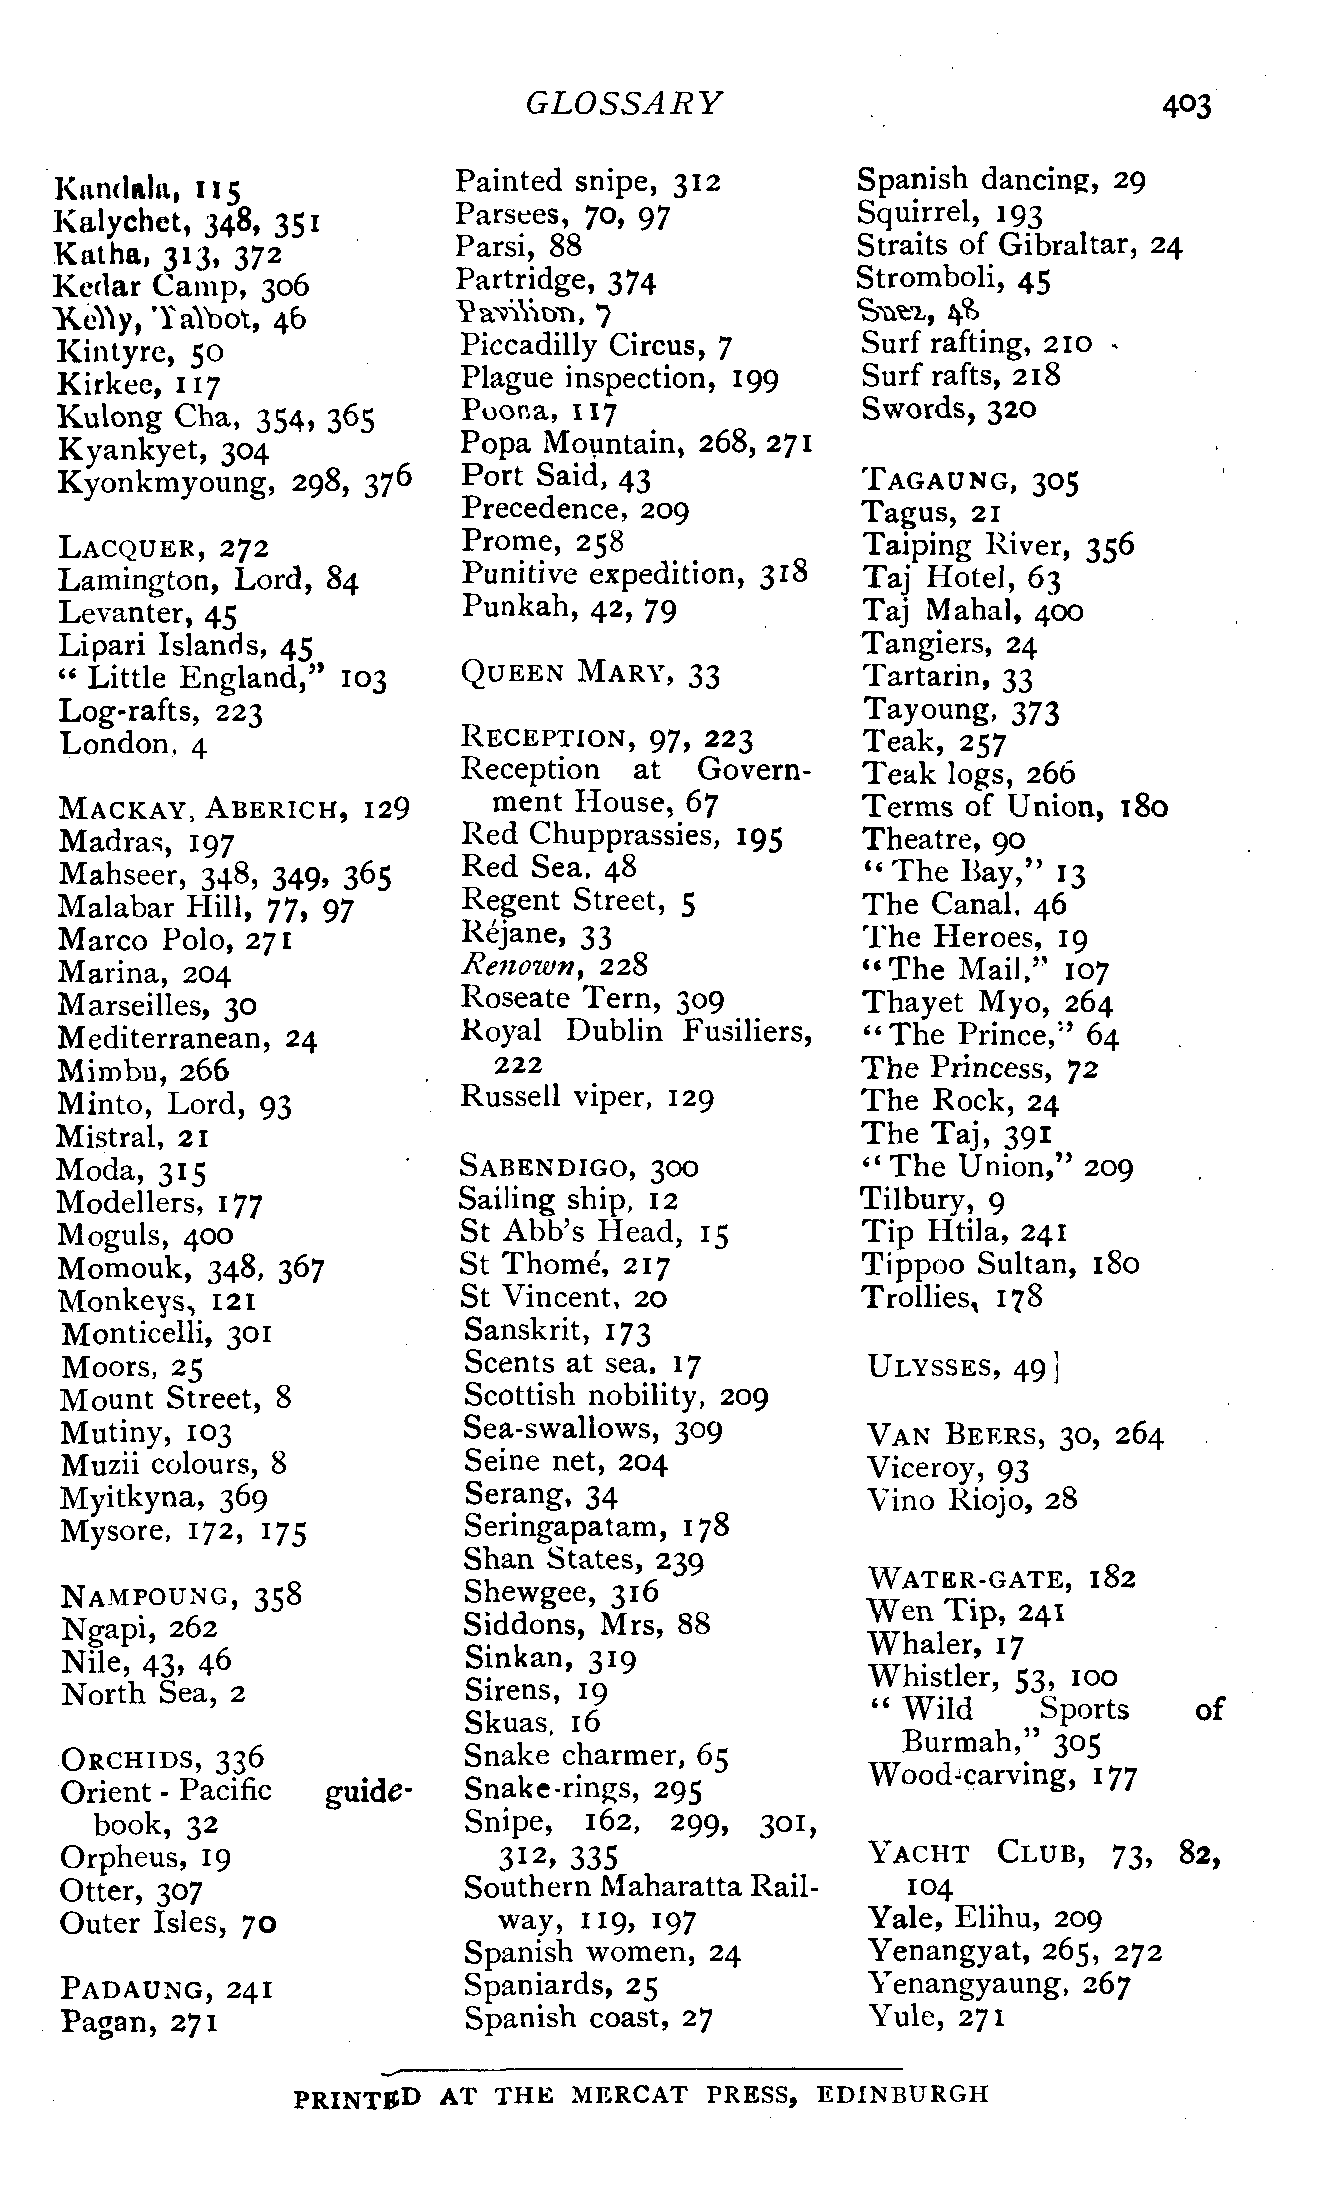 GLOSSARY 403
Kandala, 115
Kalychet, 348, 351
Katha, 313, 372
Kedar Camp, 306
Kelly, Talbot, 46
Kintyre, 50
Kirkee, 117
Kulong Cha, 354, 365
Kyankyet, 304
Kyonkmyoung, 298, 376
LACQUER, 272
Lamington, Lord, 84
Levanter, 45
Lipari Islands, 45
“ Little England,” 103
Log-rafts, 223
London, 4
MACKAY, ABERICH, 129
Madras, 197
Mahseer, 348, 349, 365
Malabar Hill, 77, 97
Marco Polo, 271
Marina, 204
Marseilles, 30
Mediterranean, 24
Mimbu, 266
Minto, Lord, 93
Mistral, 21
Moda, 315
Modellers, 177
Moguls, 400
Momouk, 348, 367
Monkeys, 121
Monticelli, 301
Moors, 25
Mount Street, 8
Mutiny, 103
Muzii colours, 8
Myitkyna, 369
Mysore, 172, 175
NAMPOUNG, 358
Ngapi, 262
Nile, 43, 46
North Sea, 2
ORCHIDS, 336
Orient - Pacific guide-
book, 32
Orpheus, 19
Otter, 307
Outer Isles, 70
PADAUNG, 241
Pagan, 271
Painted snipe, 312
Parsees, 70, 97
Parsi, 88
Partridge, 374
Pavilion, 7
Piccadilly Circus, 7
Plague inspection, 199
Poona, 117
Popa Mountain, 268, 271
Port Said, 43
Precedence, 209
Prome, 258
Punitive expedition, 318
Punkah, 42, 79
QUEEN MARY, 33
RECEPTION, 97, 223
Reception at Govern-
ment House, 67
Red Chupprassies, 195
Red Sea, 48
Regent Street, 5
Réjane, 33
Renown, 228
Roseate Tern, 309
Royal Dublin Fusiliers,
222
Russell viper, 129
SABENDIGO, 300
Sailing ship, 12
St Abb’s Head, 15
St Thomé, 217
St Vincent, 20
Sanskrit, 173
Scents at sea, 17
Scottish nobility, 209
Sea-swallows, 309
Seine net, 204
Serang, 34
Seringapatam, 178
Shan States, 239
Shewgee, 316
Siddons, Mrs, 88
Sinkan, 319
Sirens, 19
Skuas, 16
Snake charmer, 65
Snake-rings, 295
Snipe, 162, 299, 301,
312, 335
Southern Maharatta Rail-
way, 119, 197
Spanish women, 24
Spaniards, 25
Spanish coast, 27
Spanish dancing, 29
Squirrel, 193
Straits of Gibraltar, 24
Stromboli, 45
Suez, 48
Surf rafting, 210
Surf rafts, 218
Swords, 320
TAGAUNG, 305
Tagus, 21
Taiping River, 356
Taj Hotel, 63
Taj Mahal, 400
Tangiers, 24
Tartarin, 33
Tayoung, 373
Teak, 257
Teak logs, 266
Terms of Union, 180
Theatre, 90
“ The Bay,” 13
The Canal, 46
The Heroes, 19
“ The Mail,” 107
Thayet Myo, 264
“ The Prince,” 64
The Princess, 72
The Rock, 24
The Taj, 391
“ The Union,” 209
Tilbury, 9
Tip Htila, 241
Tippoo Sultan, 180
Trollies, 178
ULYSSES, 49
VAN BEERS, 30, 264
Viceroy, 93
Vino Riojo, 28
WATER-GATE, 182
Wen Tip, 241
Whaler, 17
Whistler, 53, 100
“ Wild Sports of
Burmah,” 305
Wood-carving, 177
YACHT CLUB, 73, 82,
104
Yale, Elihu, 209
Yenangyat, 265, 272
Yenangyaung, 267
Yule, 271
PRINTED AT THE MERCAT PRESS, EDINBURGH